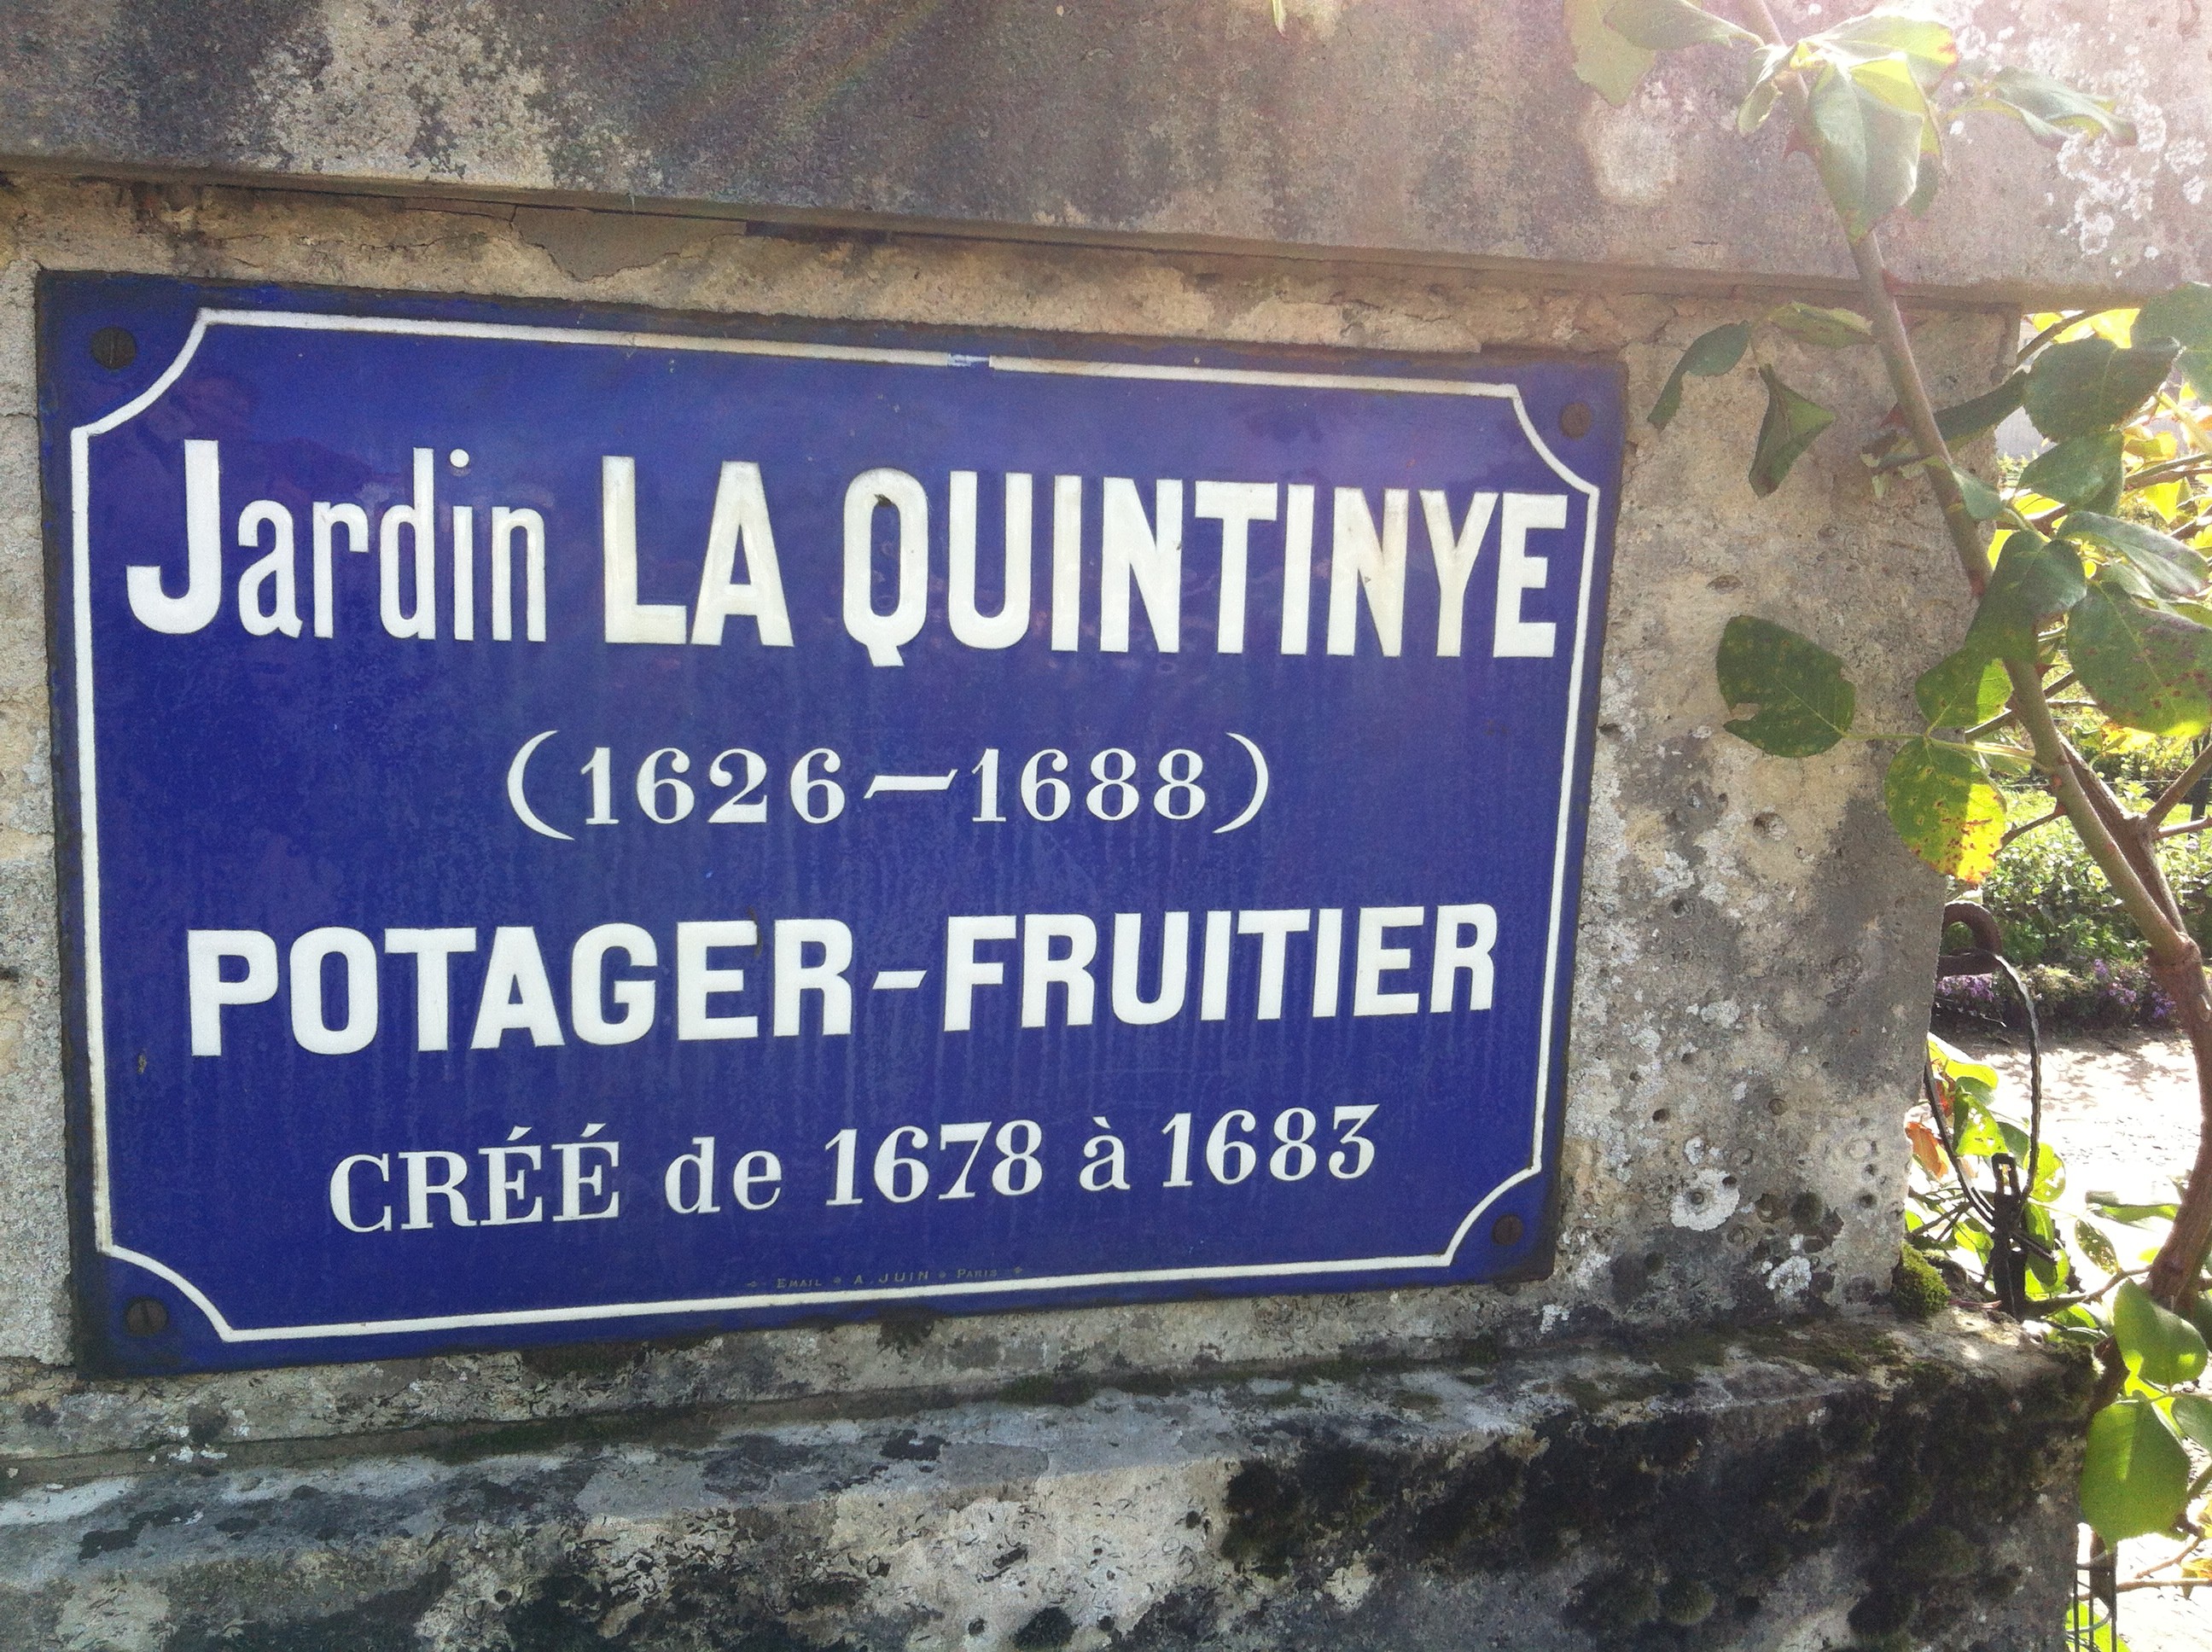 Jardin LA QUINTINYE
(1626-1688)
POTAGER-FRUITIER
CRÉÉ de 1678 à 1683
EMAIL * A. JUIN * PARIS